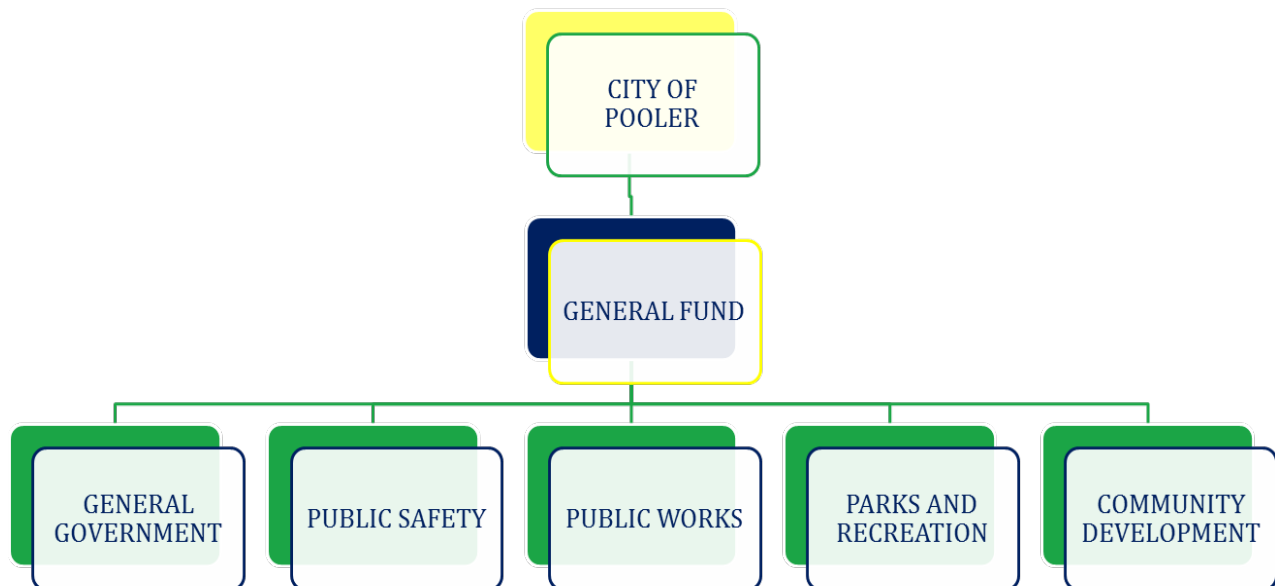 CITY OF
POOLER
GENERAL FUND
GENERAL
GOVERNMENT
PUBLIC SAFETY
PUBLIC WORKS
PARKS AND
RECREATION
COMMUNITY
DEVELOPMENT